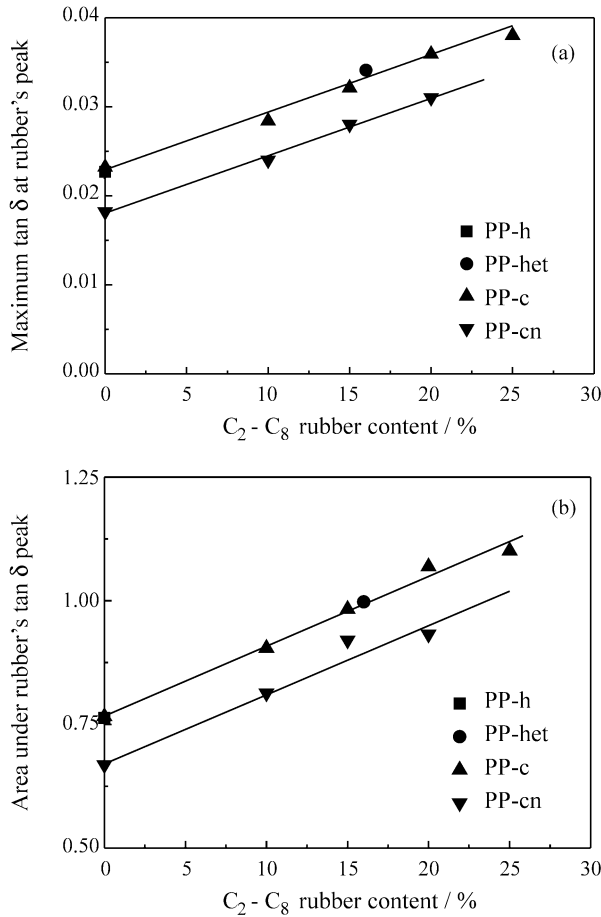 0.04
(a)
0.03
0.02
0.01
0.00
Maximum tan δ at rubber's peak
PP-h
PP-het
PP-c
PP-cn
0 5 10 15 20 25 30
C₂ - C₈ rubber content / %
1.25
(b)
1.00
0.75
0.50
Area under rubber's tan δ peak
PP-h
PP-het
PP-c
PP-cn
0 5 10 15 20 25 30
C₂ - C₈ rubber content / %